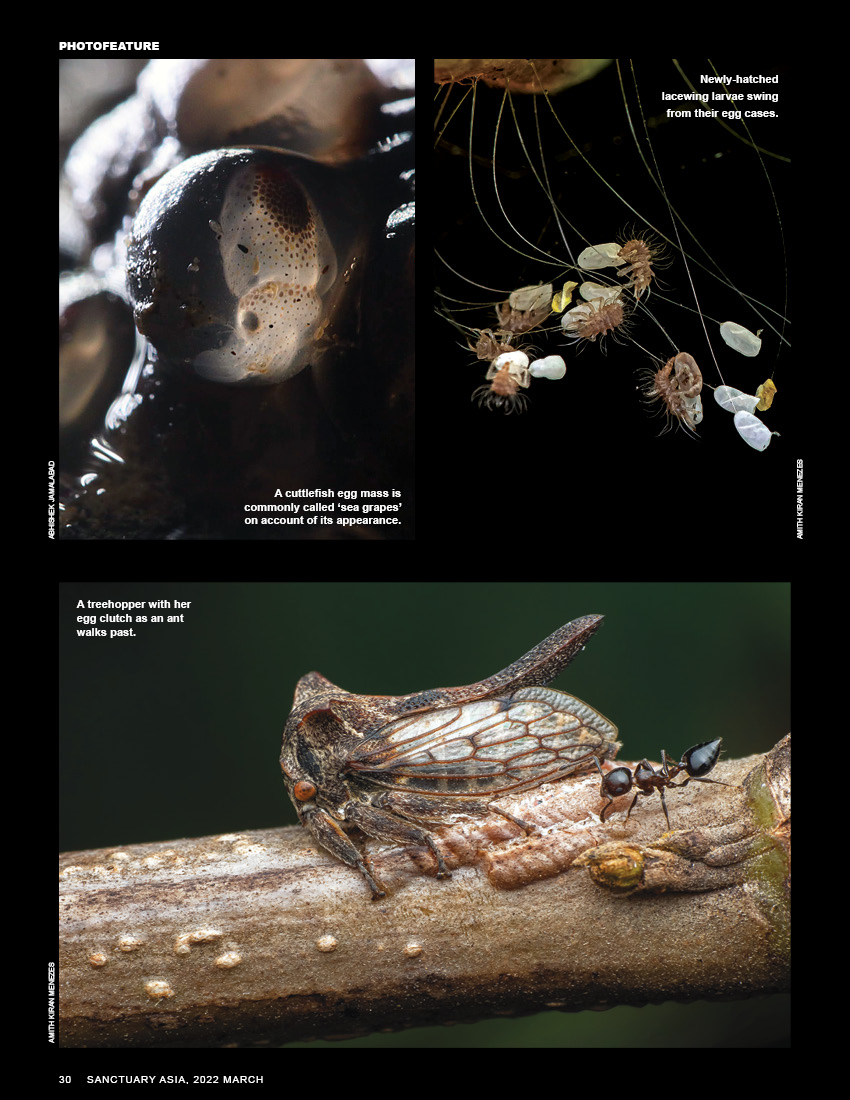 PHOTOFEATURE
Newly-hatched
lacewing larvae swing
from their egg cases.
A cuttlefish egg mass is
commonly called ‘sea grapes’
on account of its appearance.
ABHISHEK JAMALABAD
AMITH KIRAN MENEZES
A treehopper with her
egg clutch as an ant
walks past.
AMITH KIRAN MENEZES
30 SANCTUARY ASIA, 2022 MARCH